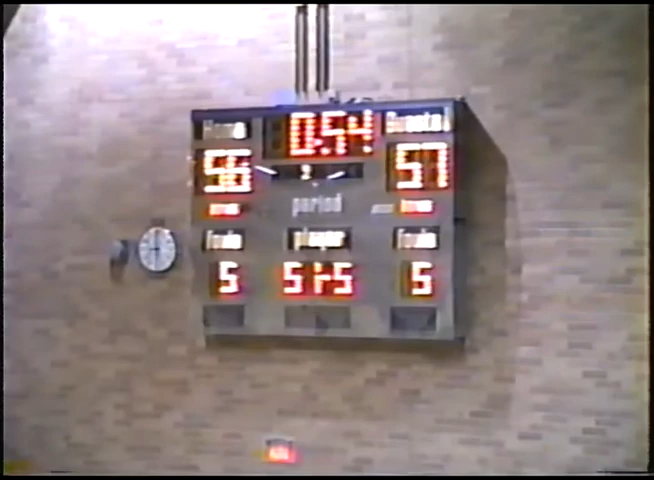 Home 0:54 Guests
56 2 57
period
fouls player fouls
5 51-5 5